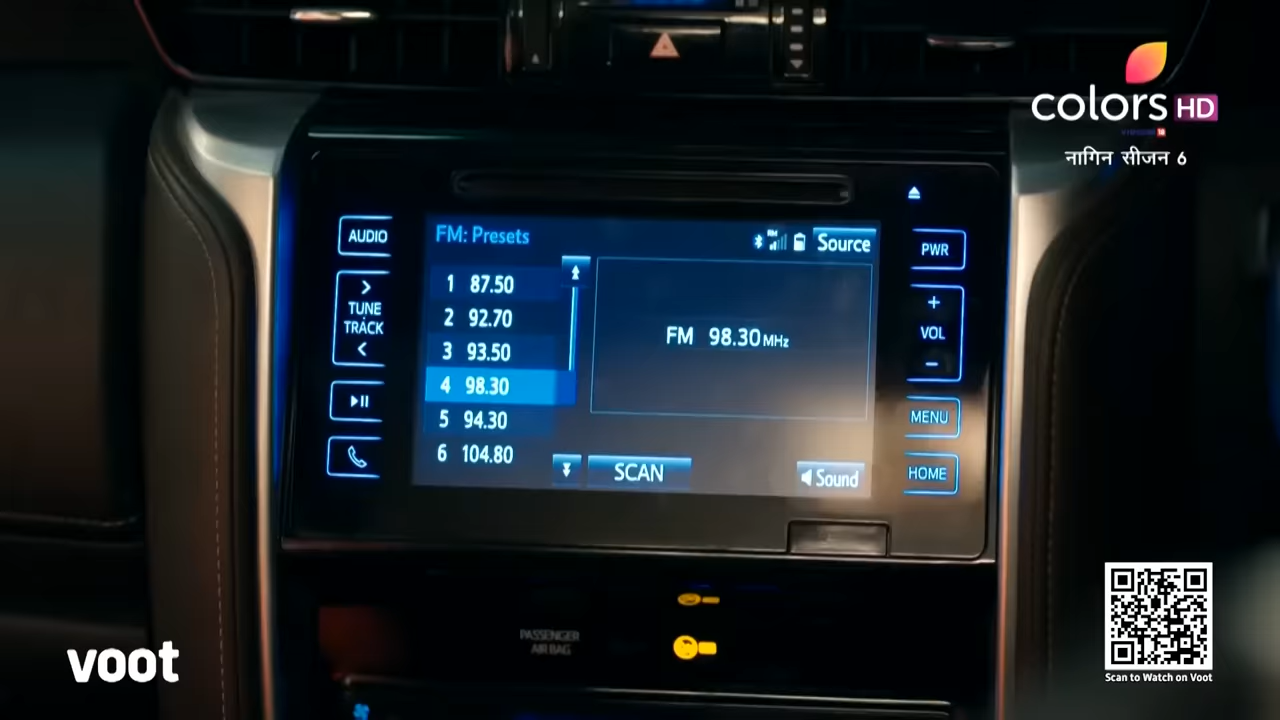 colors HD
नागिन सीजन 6
AUDIO
TUNE
TRACK
FM: Presets
Source
1 87.50
2 92.70
3 93.50
4 98.30
5 94.30
6 104.80
FM 98.30 MHz
SCAN
Sound
PWR
+
VOL
-
MENU
HOME
PASSENGER
AIR BAG
voot
Scan to Watch on Voot